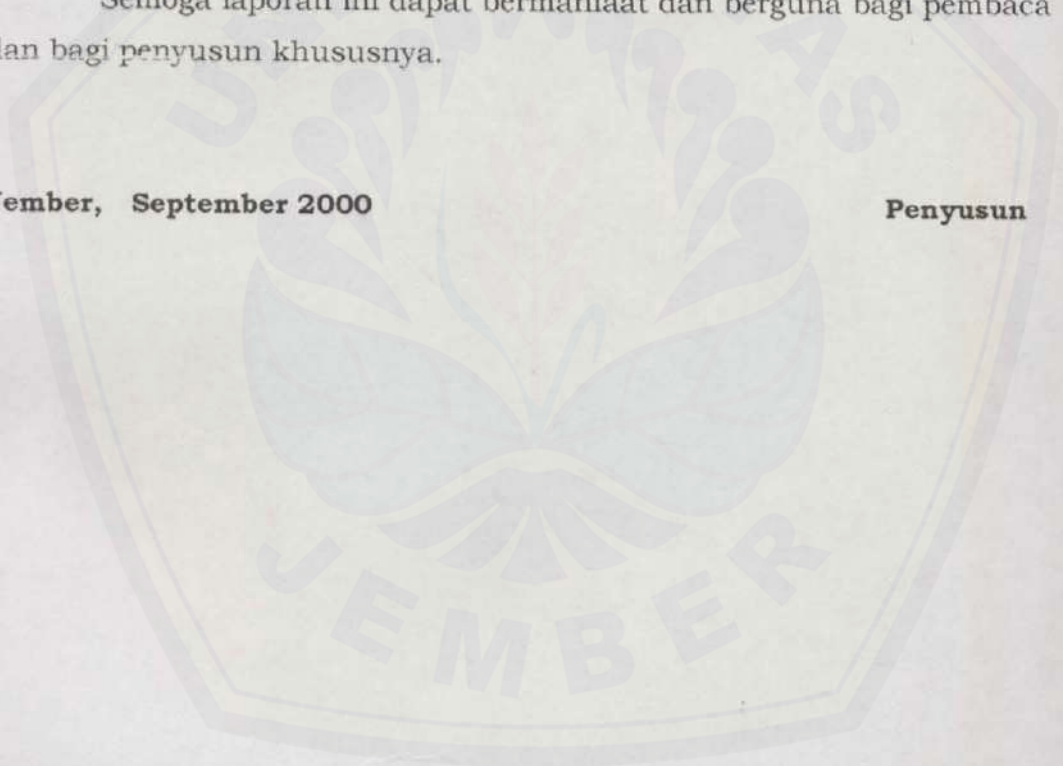 Semoga laporan ini dapat bermanfaat dan berguna bagi pembaca
dan bagi penyusun khususnya.
Jember, September 2000 Penyusun
JEMBER